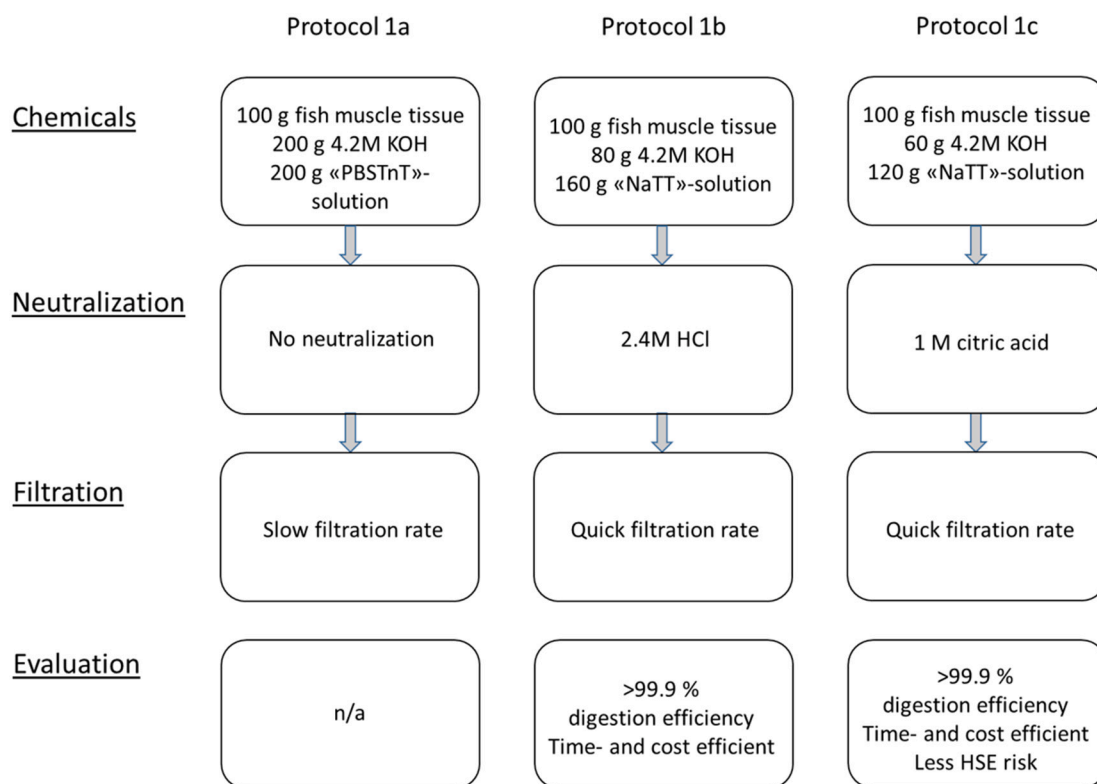 Protocol 1a
Protocol 1b
Protocol 1c
Chemicals
100 g fish muscle tissue
200 g 4.2M KOH
200 g «PBSTnT»-
solution
100 g fish muscle tissue
80 g 4.2M KOH
160 g «NaTT»-solution
100 g fish muscle tissue
60 g 4.2M KOH
120 g «NaTT»-solution
Neutralization
No neutralization
2.4M HCl
1 M citric acid
Filtration
Slow filtration rate
Quick filtration rate
Quick filtration rate
Evaluation
n/a
>99.9 %
digestion efficiency
Time- and cost efficient
>99.9 %
digestion efficiency
Time- and cost efficient
Less HSE risk